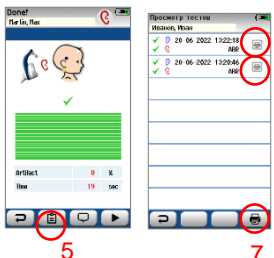 Done!
Martin, Max
Artifact 0 %
Time 19 sec
5
Просмотр тестов
Иванов, Иван
20-06-2022 13:22:18
ABR
20-06-2022 13:20:46
ABR
7